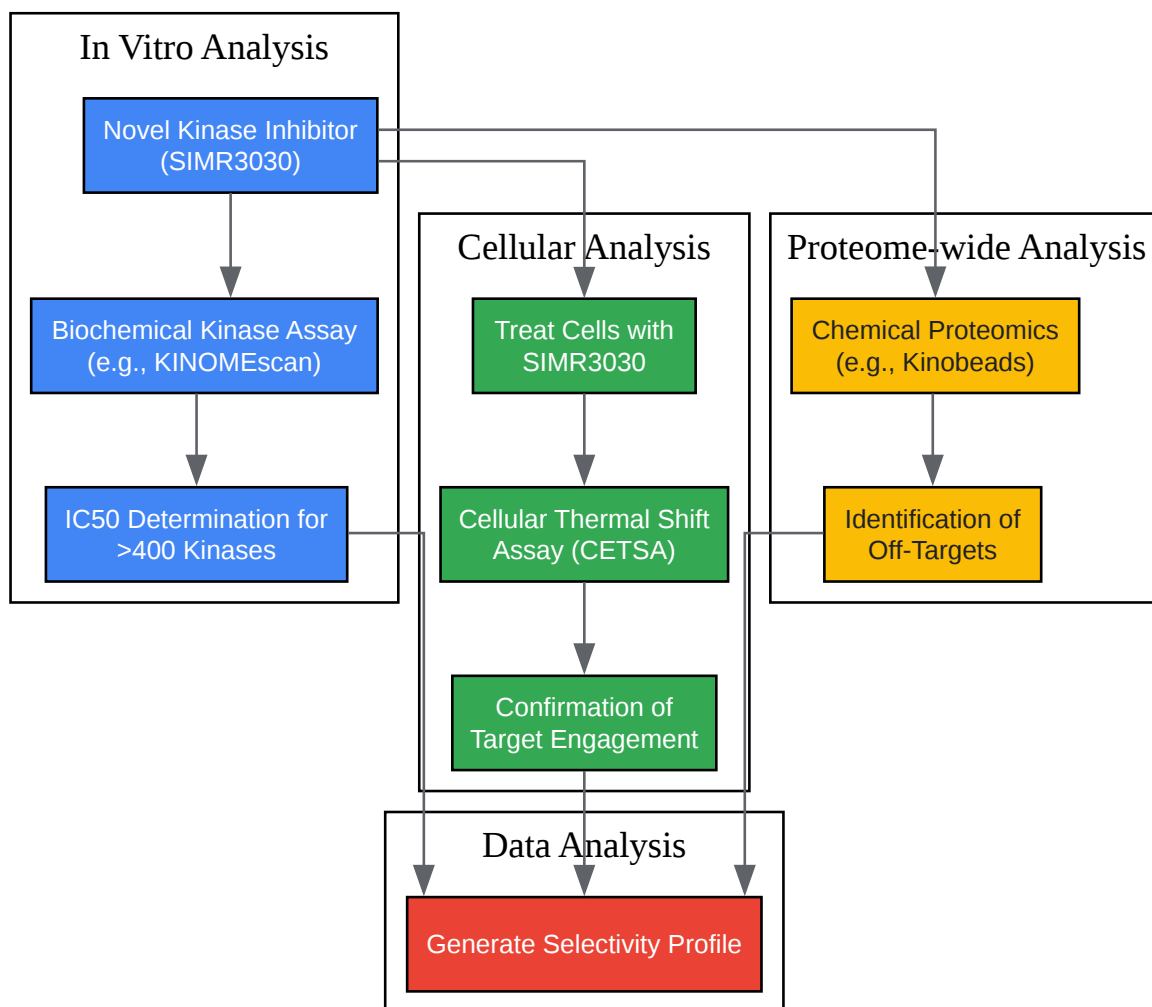 In Vitro Analysis
Novel Kinase Inhibitor
(SIMR3030)
Biochemical Kinase Assay
(e.g., KINOMEscan)
IC50 Determination for
>400 Kinases
Cellular Analysis
Treat Cells with
SIMR3030
Cellular Thermal Shift
Assay (CETSA)
Confirmation of
Target Engagement
Proteome-wide Analysis
Chemical Proteomics
(e.g., Kinobeads)
Identification of
Off-Targets
Data Analysis
Generate Selectivity Profile